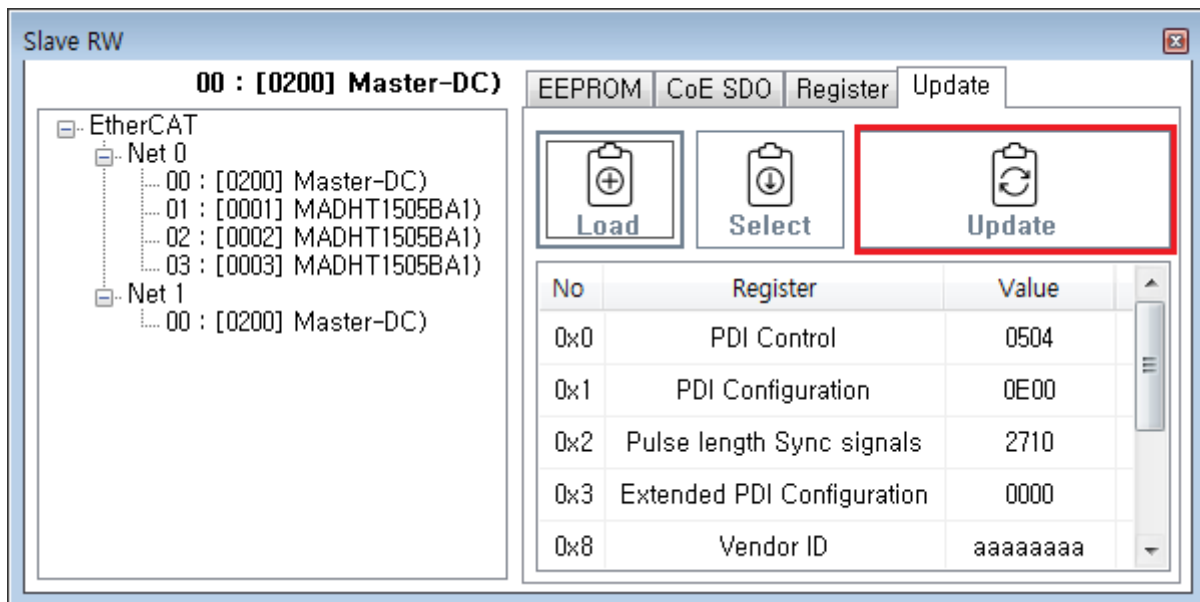 Slave RW
00 : [0200] Master-DC)
EtherCAT
Net 0
00 : [0200] Master-DC)
01 : [0001] MADHT1505BA1)
02 : [0002] MADHT1505BA1)
03 : [0003] MADHT1505BA1)
Net 1
00 : [0200] Master-DC)
EEPROM CoE SDO Register Update
Load Select Update
No Register Value
0x0 PDI Control 0504
0x1 PDI Configuration 0E00
0x2 Pulse length Sync signals 2710
0x3 Extended PDI Configuration 0000
0x8 Vendor ID aaaaaaaa